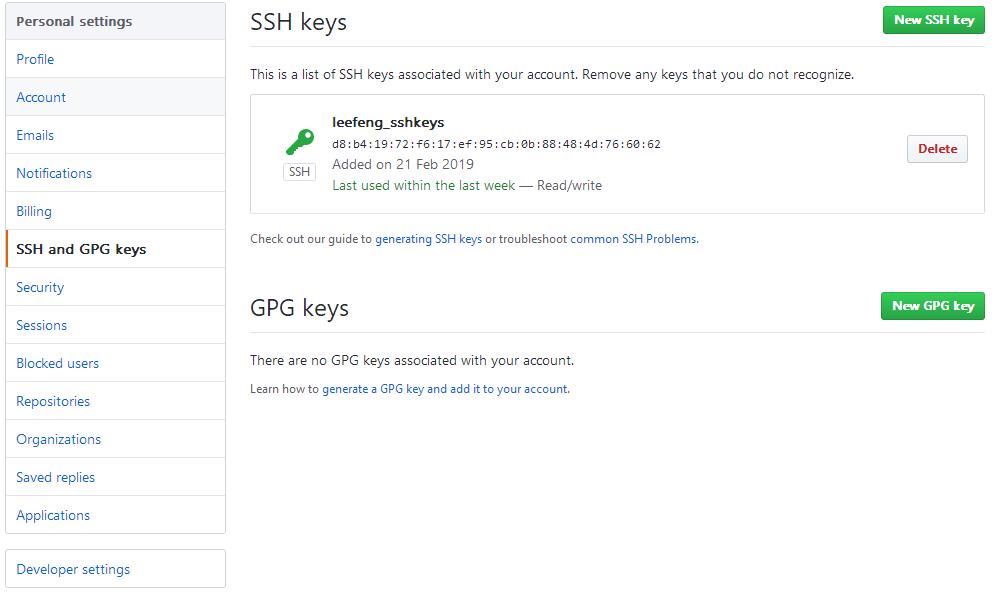 Personal settings
Profile
Account
Emails
Notifications
Billing
SSH and GPG keys
Security
Sessions
Blocked users
Repositories
Organizations
Saved replies
Applications
Developer settings
SSH keys
New SSH key
This is a list of SSH keys associated with your account. Remove any keys that you do not recognize.
leefeng_sshkeys
d8:b4:19:72:f6:17:ef:95:cb:0b:88:48:4d:76:60:62
Added on 21 Feb 2019
Last used within the last week — Read/write
SSH
Delete
Check out our guide to generating SSH keys or troubleshoot common SSH Problems.
GPG keys
New GPG key
There are no GPG keys associated with your account.
Learn how to generate a GPG key and add it to your account.